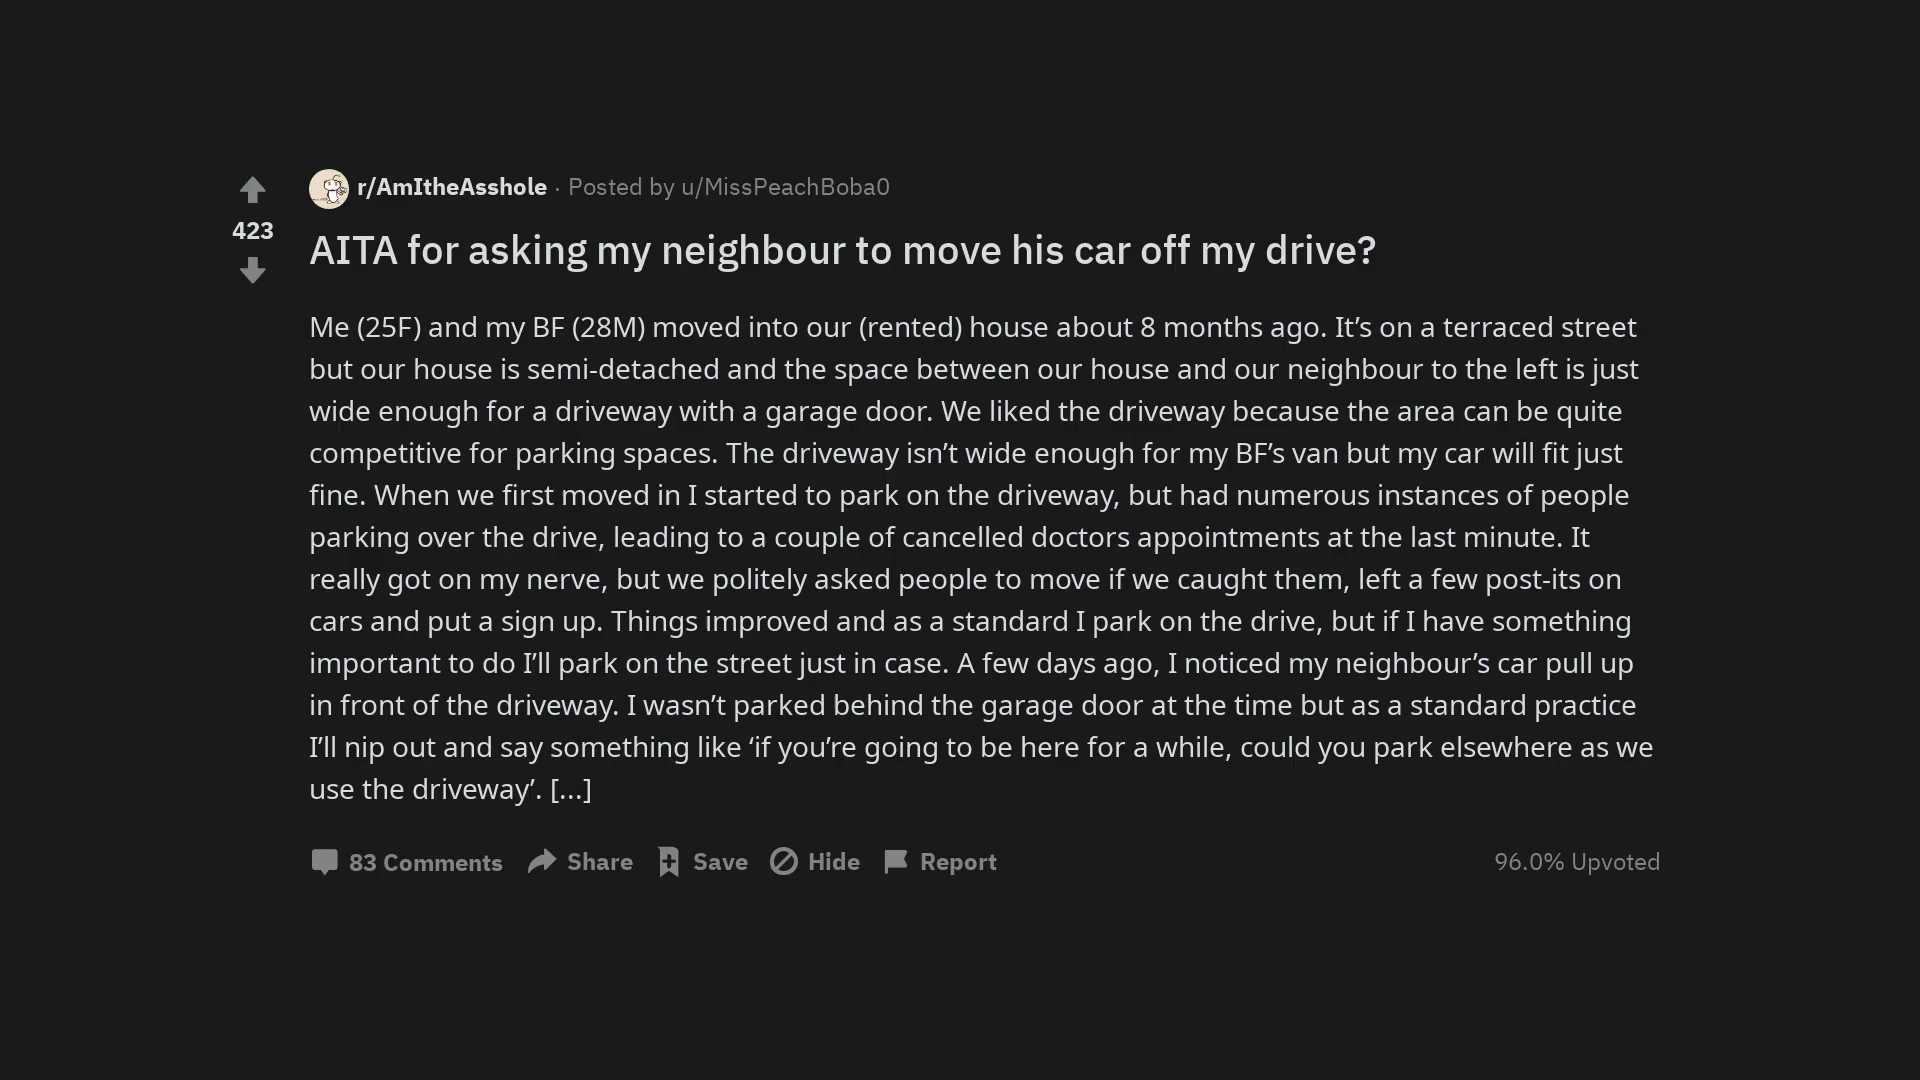 r/AmItheAsshole · Posted by u/MissPeachBoba0
423
AITA for asking my neighbour to move his car off my drive?
Me (25F) and my BF (28M) moved into our (rented) house about 8 months ago. It’s on a terraced street
but our house is semi-detached and the space between our house and our neighbour to the left is just
wide enough for a driveway with a garage door. We liked the driveway because the area can be quite
competitive for parking spaces. The driveway isn’t wide enough for my BF’s van but my car will fit just
fine. When we first moved in I started to park on the driveway, but had numerous instances of people
parking over the drive, leading to a couple of cancelled doctors appointments at the last minute. It
really got on my nerve, but we politely asked people to move if we caught them, left a few post-its on
cars and put a sign up. Things improved and as a standard I park on the drive, but if I have something
important to do I’ll park on the street just in case. A few days ago, I noticed my neighbour’s car pull up
in front of the driveway. I wasn’t parked behind the garage door at the time but as a standard practice
I’ll nip out and say something like ‘if you’re going to be here for a while, could you park elsewhere as we
use the driveway’. [...]
83 Comments Share Save Hide Report 96.0% Upvoted